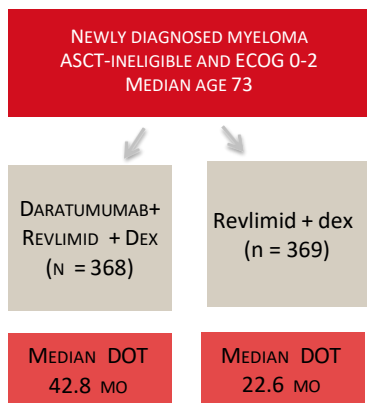 NEWLY DIAGNOSED MYELOMA
ASCT-INELIGIBLE AND ECOG 0-2
MEDIAN AGE 73
DARATUMUMAB+
REVLIMID + DEX
(N = 368)
Revlimid + dex
(n = 369)
MEDIAN DOT
42.8 MO
MEDIAN DOT
22.6 MO